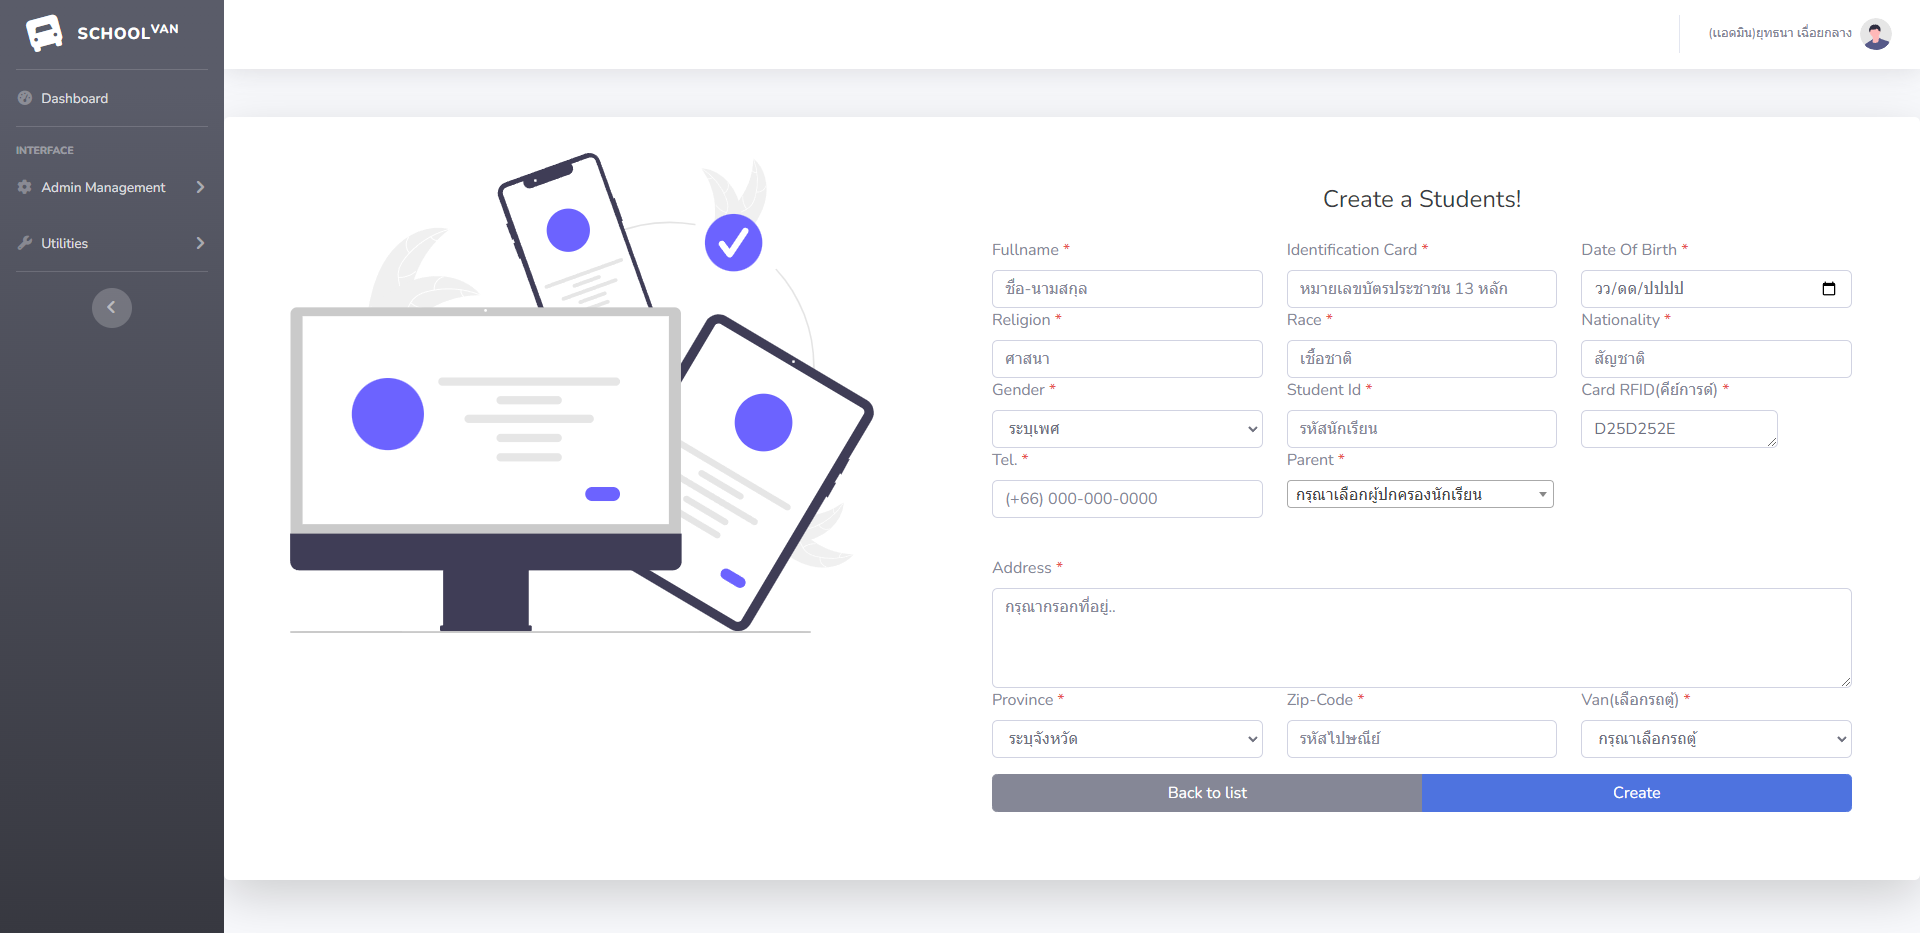 SCHOOLVAN
(แอดมิน)ยุทธนา เฉื่อยกลาง
Dashboard
INTERFACE
Admin Management
Utilities
Create a Students!
Fullname * Identification Card * Date Of Birth *
ชื่อ-นามสกุล หมายเลขบัตรประชาชน 13 หลัก วว/ดด/ปปปป
Religion * Race * Nationality *
ศาสนา เชื้อชาติ สัญชาติ
Gender * Student Id * Card RFID(คีย์การด์) *
ระบุเพศ รหัสนักเรียน D25D252E
Tel. * Parent *
(+66) 000-000-0000 กรุณาเลือกผู้ปกครองนักเรียน
Address *
กรุณากรอกที่อยู่..
Province * Zip-Code * Van(เลือกรถตู้) *
ระบุจังหวัด รหัสไปษณีย์ กรุณาเลือกรถตู้
Back to list Create